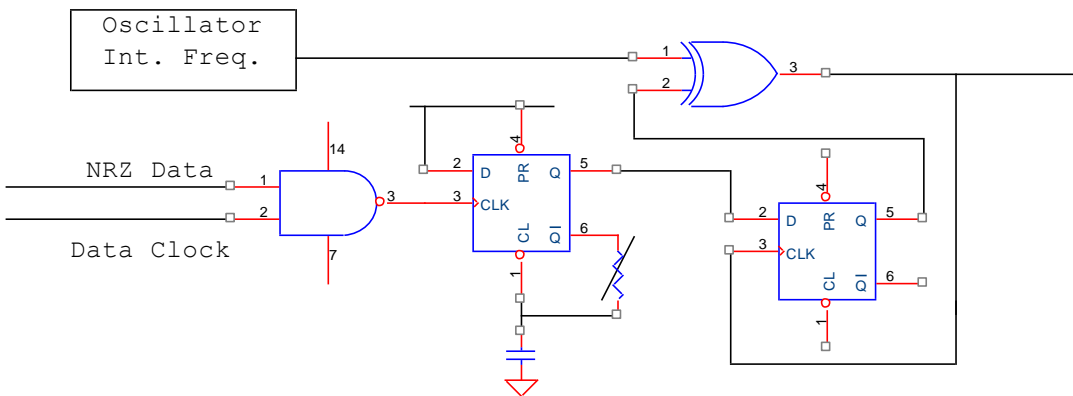 Oscillator
Int. Freq.
1
2
3
NRZ Data
Data Clock
1
2
14
7
3
4
2 D PR Q 5
3 CLK
CL QI 6
1
4
2 D PR Q 5
3 CLK
CL QI 6
1